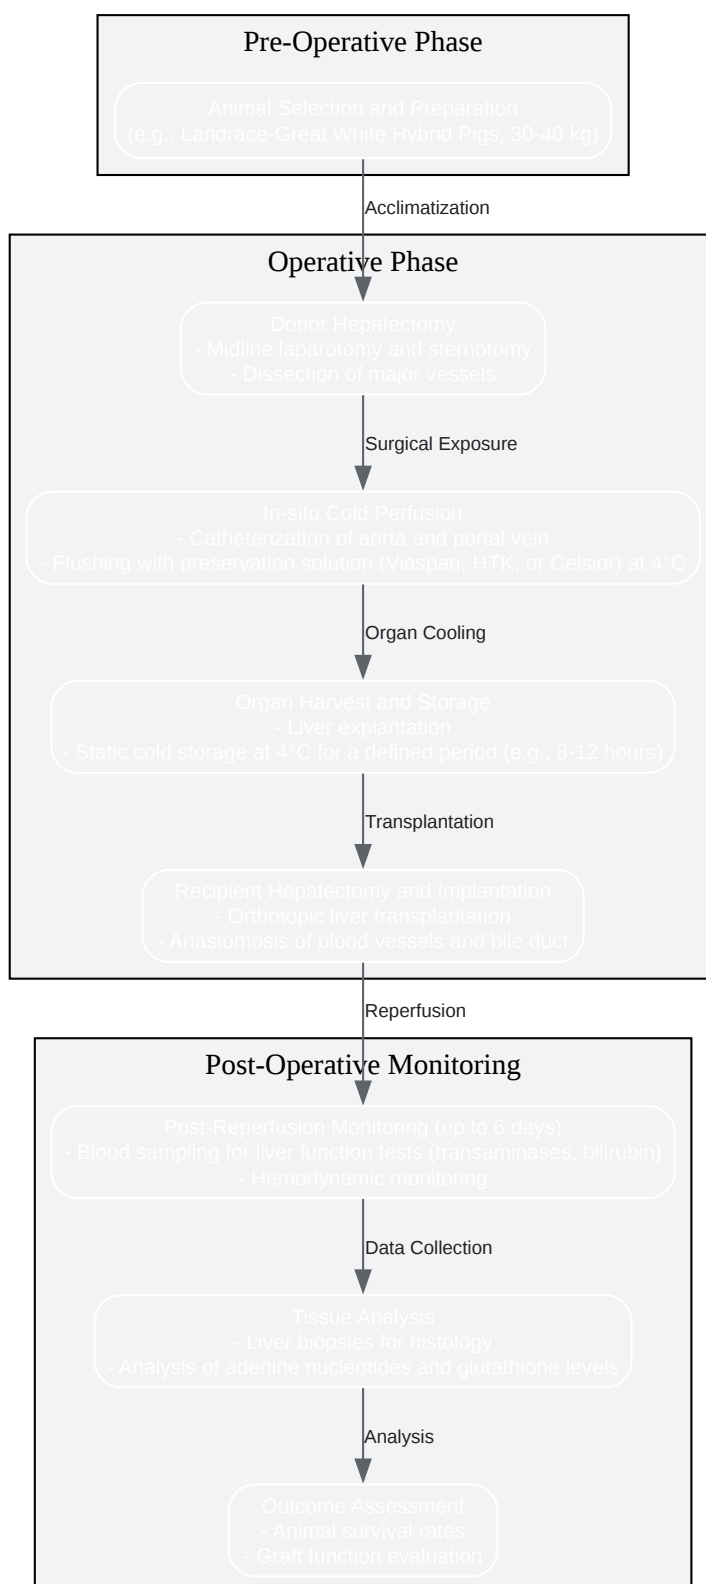 Pre-Operative Phase
Animal Selection and Preparation
(e.g., Landrace-Great White Hybrid Pigs, 30-40 kg)
Acclimatization
Operative Phase
Donor Hepatectomy
- Midline laparotomy and sternotomy
- Dissection of major vessels
Surgical Exposure
In-situ Cold Perfusion
- Catheterization of aorta and portal vein
- Flushing with preservation solution (Viaspan, HTK, or Celsior) at 4°C
Organ Cooling
Organ Harvest and Storage
- Liver explantation
- Static cold storage at 4°C for a defined period (e.g., 8-12 hours)
Transplantation
Recipient Hepatectomy and Implantation
- Orthotopic liver transplantation
- Anastomosis of blood vessels and bile duct
Reperfusion
Post-Operative Monitoring
Post-Reperfusion Monitoring (up to 6 days)
- Blood sampling for liver function tests (transaminases, bilirubin)
- Hemodynamic monitoring
Data Collection
Tissue Analysis
- Liver biopsies for histology
- Analysis of adenine nucleotides and glutathione levels
Analysis
Outcome Assessment
- Animal survival rates
- Graft function evaluation